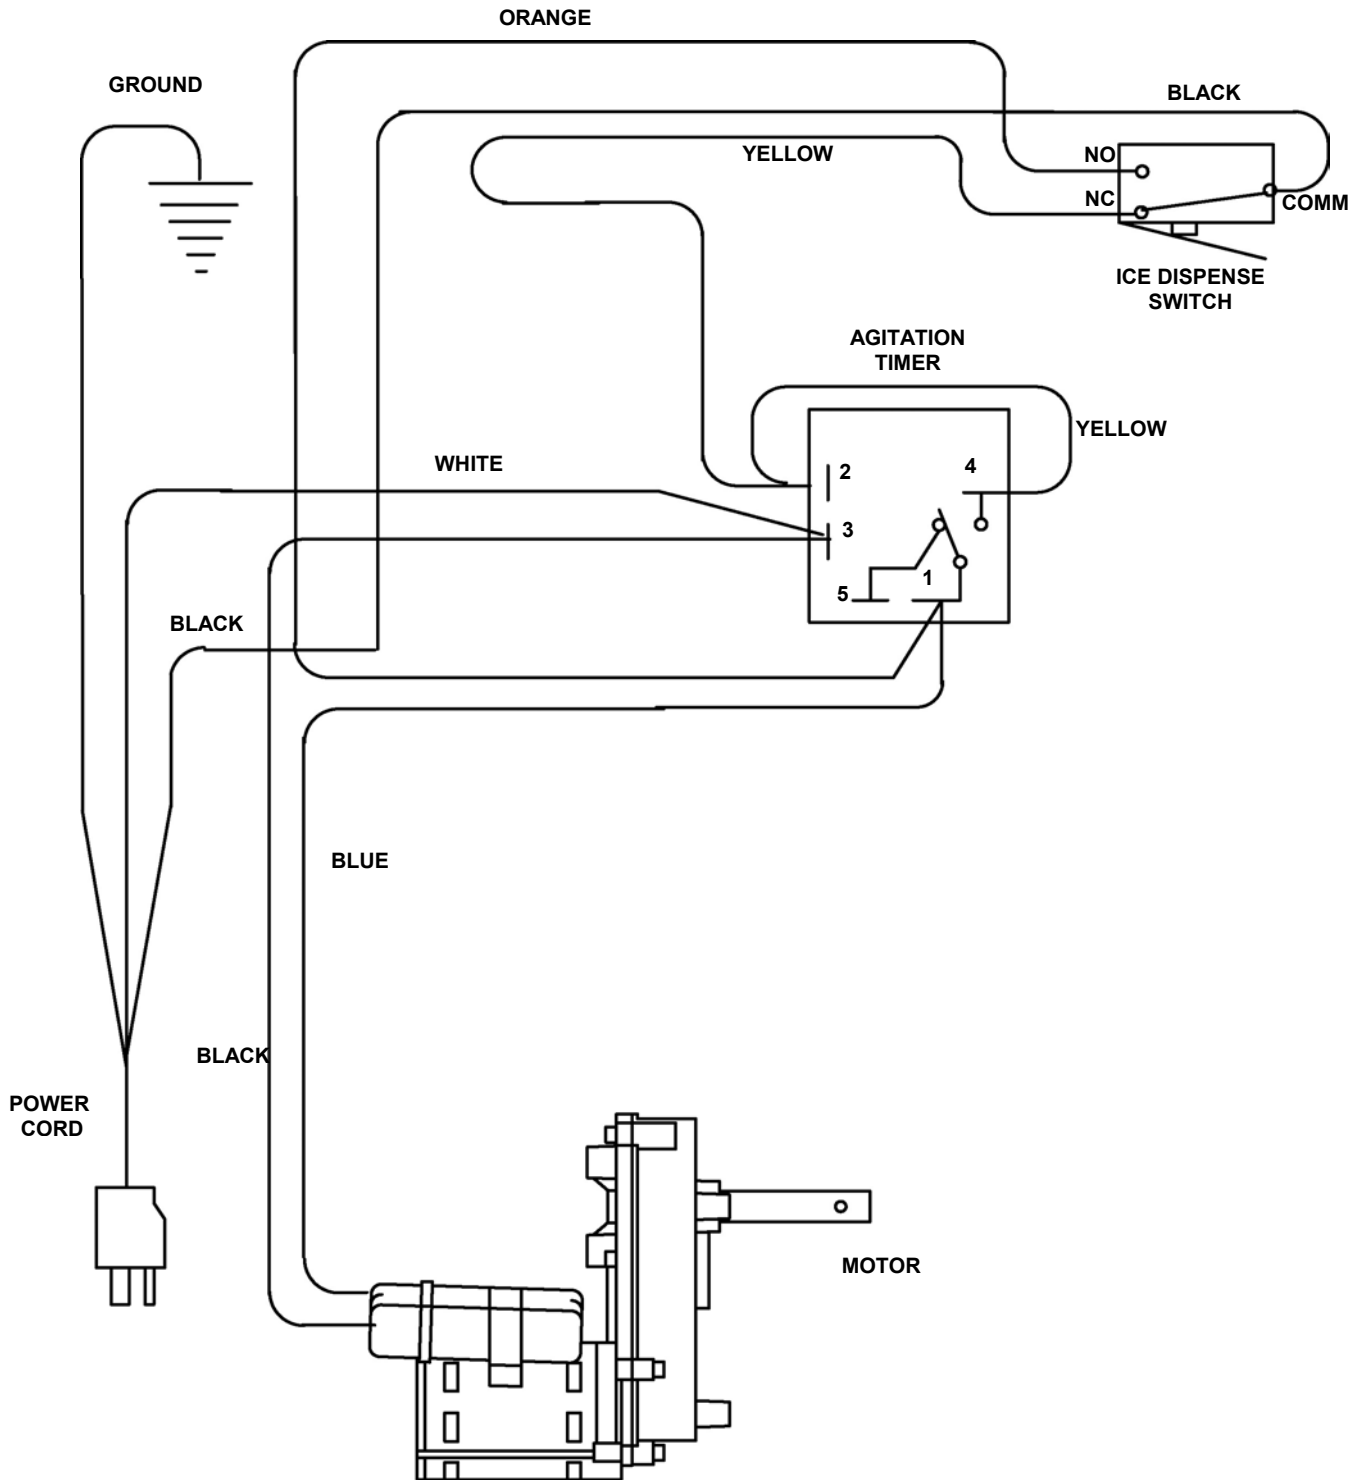 ORANGE
GROUND
BLACK
YELLOW
NO
NC
COMM
ICE DISPENSE
SWITCH
AGITATION
TIMER
YELLOW
WHITE
2
4
3
1
5
BLACK
BLUE
BLACK
POWER
CORD
MOTOR